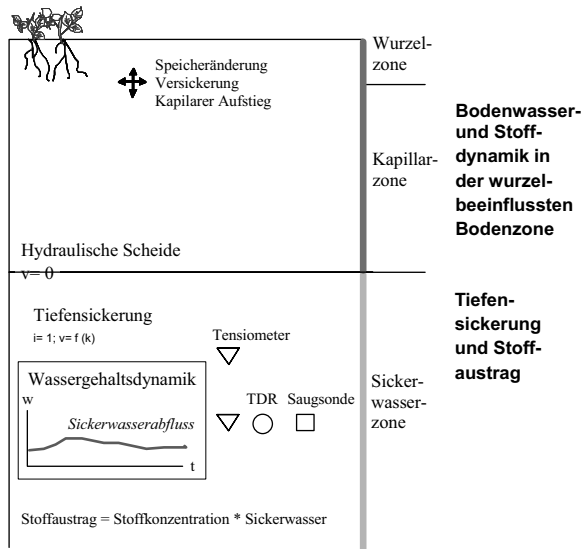 Wurzel-
zone
Speicheränderung
Versickerung
Kapilarer Aufstieg
Bodenwasser-
und Stoff-
dynamik in
der wurzel-
beeinflussten
Bodenzone
Kapillar-
zone
Hydraulische Scheide
v= 0
Tiefensickerung
i= 1; v= f (k)
Tensiometer
Tiefen-
sickerung
und Stoff-
austrag
Wassergehaltsdynamik
w
Sickerwasserabfluss
t
TDR Saugsonde
Sicker-
wasser-
zone
Stoffaustrag = Stoffkonzentration * Sickerwasser